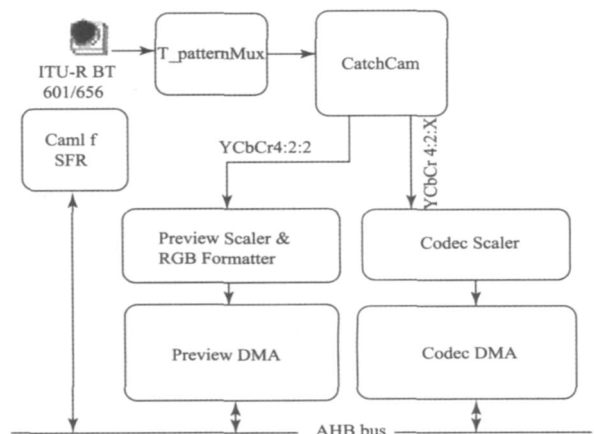 ITU-R BT
601/656
T_patternMux
CatchCam
Caml f
SFR
YCbCr4:2:2
YCbCr 4:2:X
Preview Scaler &
RGB Formatter
Codec Scaler
Preview DMA
Codec DMA
AHB bus